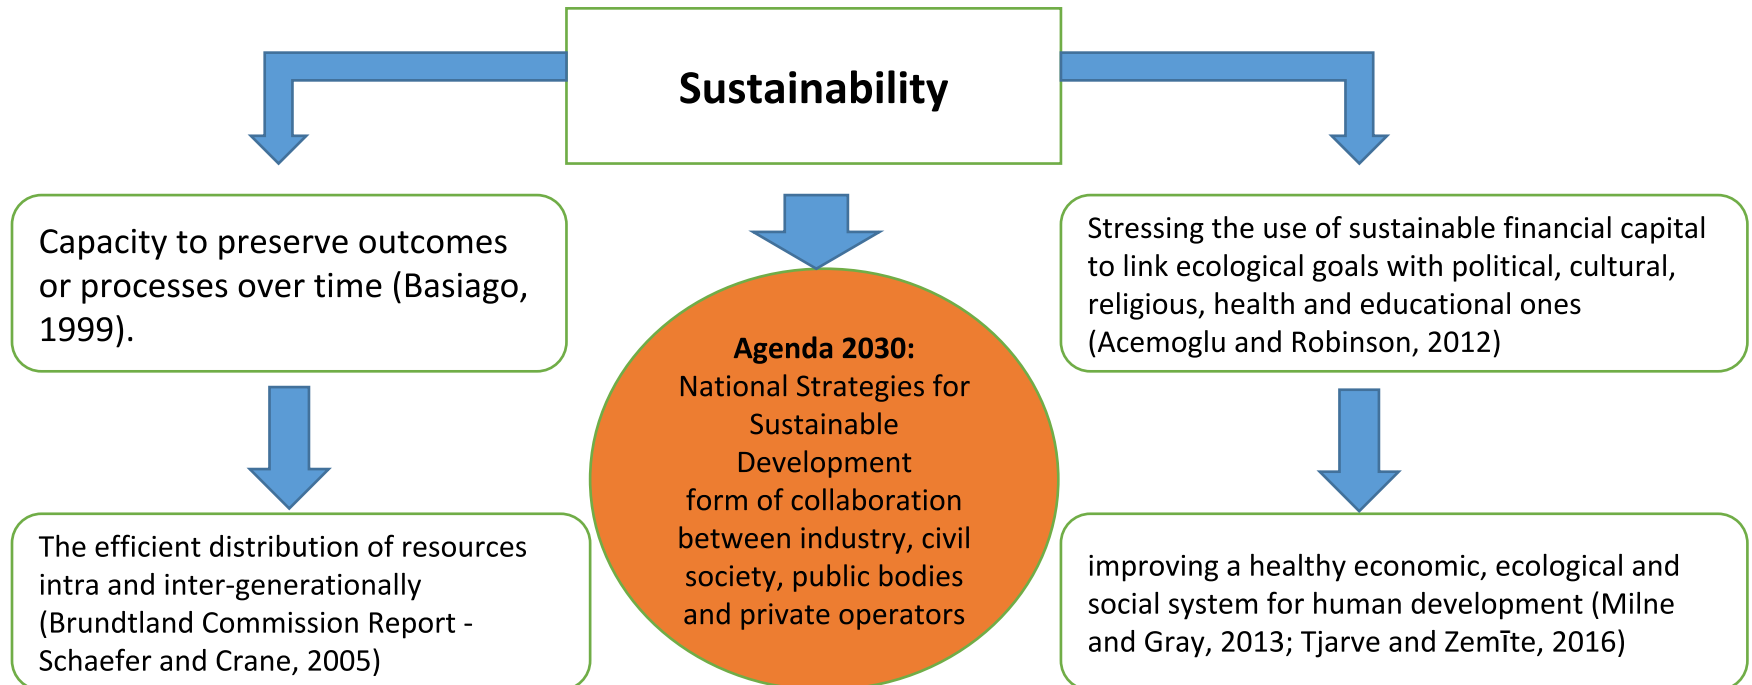 Sustainability
Capacity to preserve outcomes
or processes over time (Basiago,
1999).
The efficient distribution of resources
intra and inter-generationally
(Brundtland Commission Report -
Schaefer and Crane, 2005)
Agenda 2030:
National Strategies for
Sustainable
Development
form of collaboration
between industry, civil
society, public bodies
and private operators
Stressing the use of sustainable financial capital
to link ecological goals with political, cultural,
religious, health and educational ones
(Acemoglu and Robinson, 2012)
improving a healthy economic, ecological and
social system for human development (Milne
and Gray, 2013; Tjarve and Zemīte, 2016)